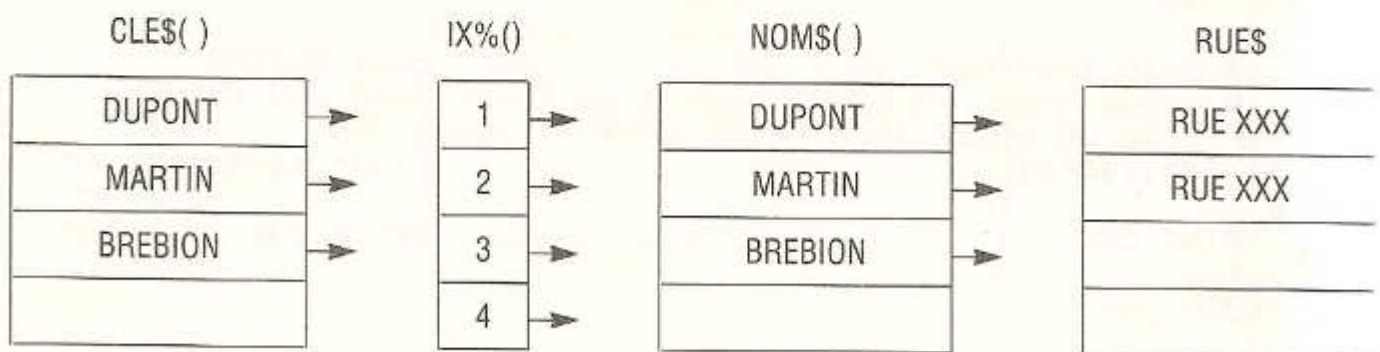 CLE$( ) IX%() NOM$( ) RUE$
DUPONT 1 DUPONT RUE XXX
MARTIN 2 MARTIN RUE XXX
BREBION 3 BREBION
4